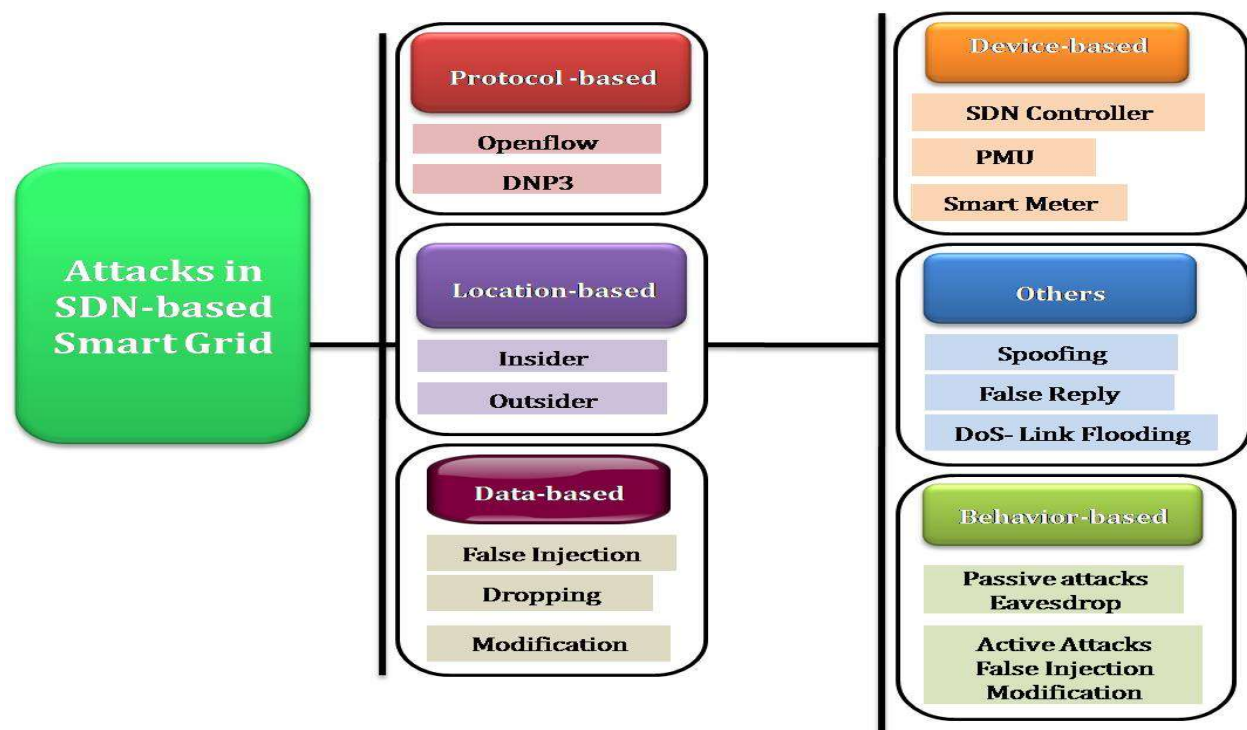 Attacks in
SDN-based
Smart Grid
Protocol -based
Openflow
DNP3
Location-based
Insider
Outsider
Data-based
False Injection
Dropping
Modification
Device-based
SDN Controller
PMU
Smart Meter
Others
Spoofing
False Reply
DoS- Link Flooding
Behavior-based
Passive attacks
Eavesdrop
Active Attacks
False Injection
Modification